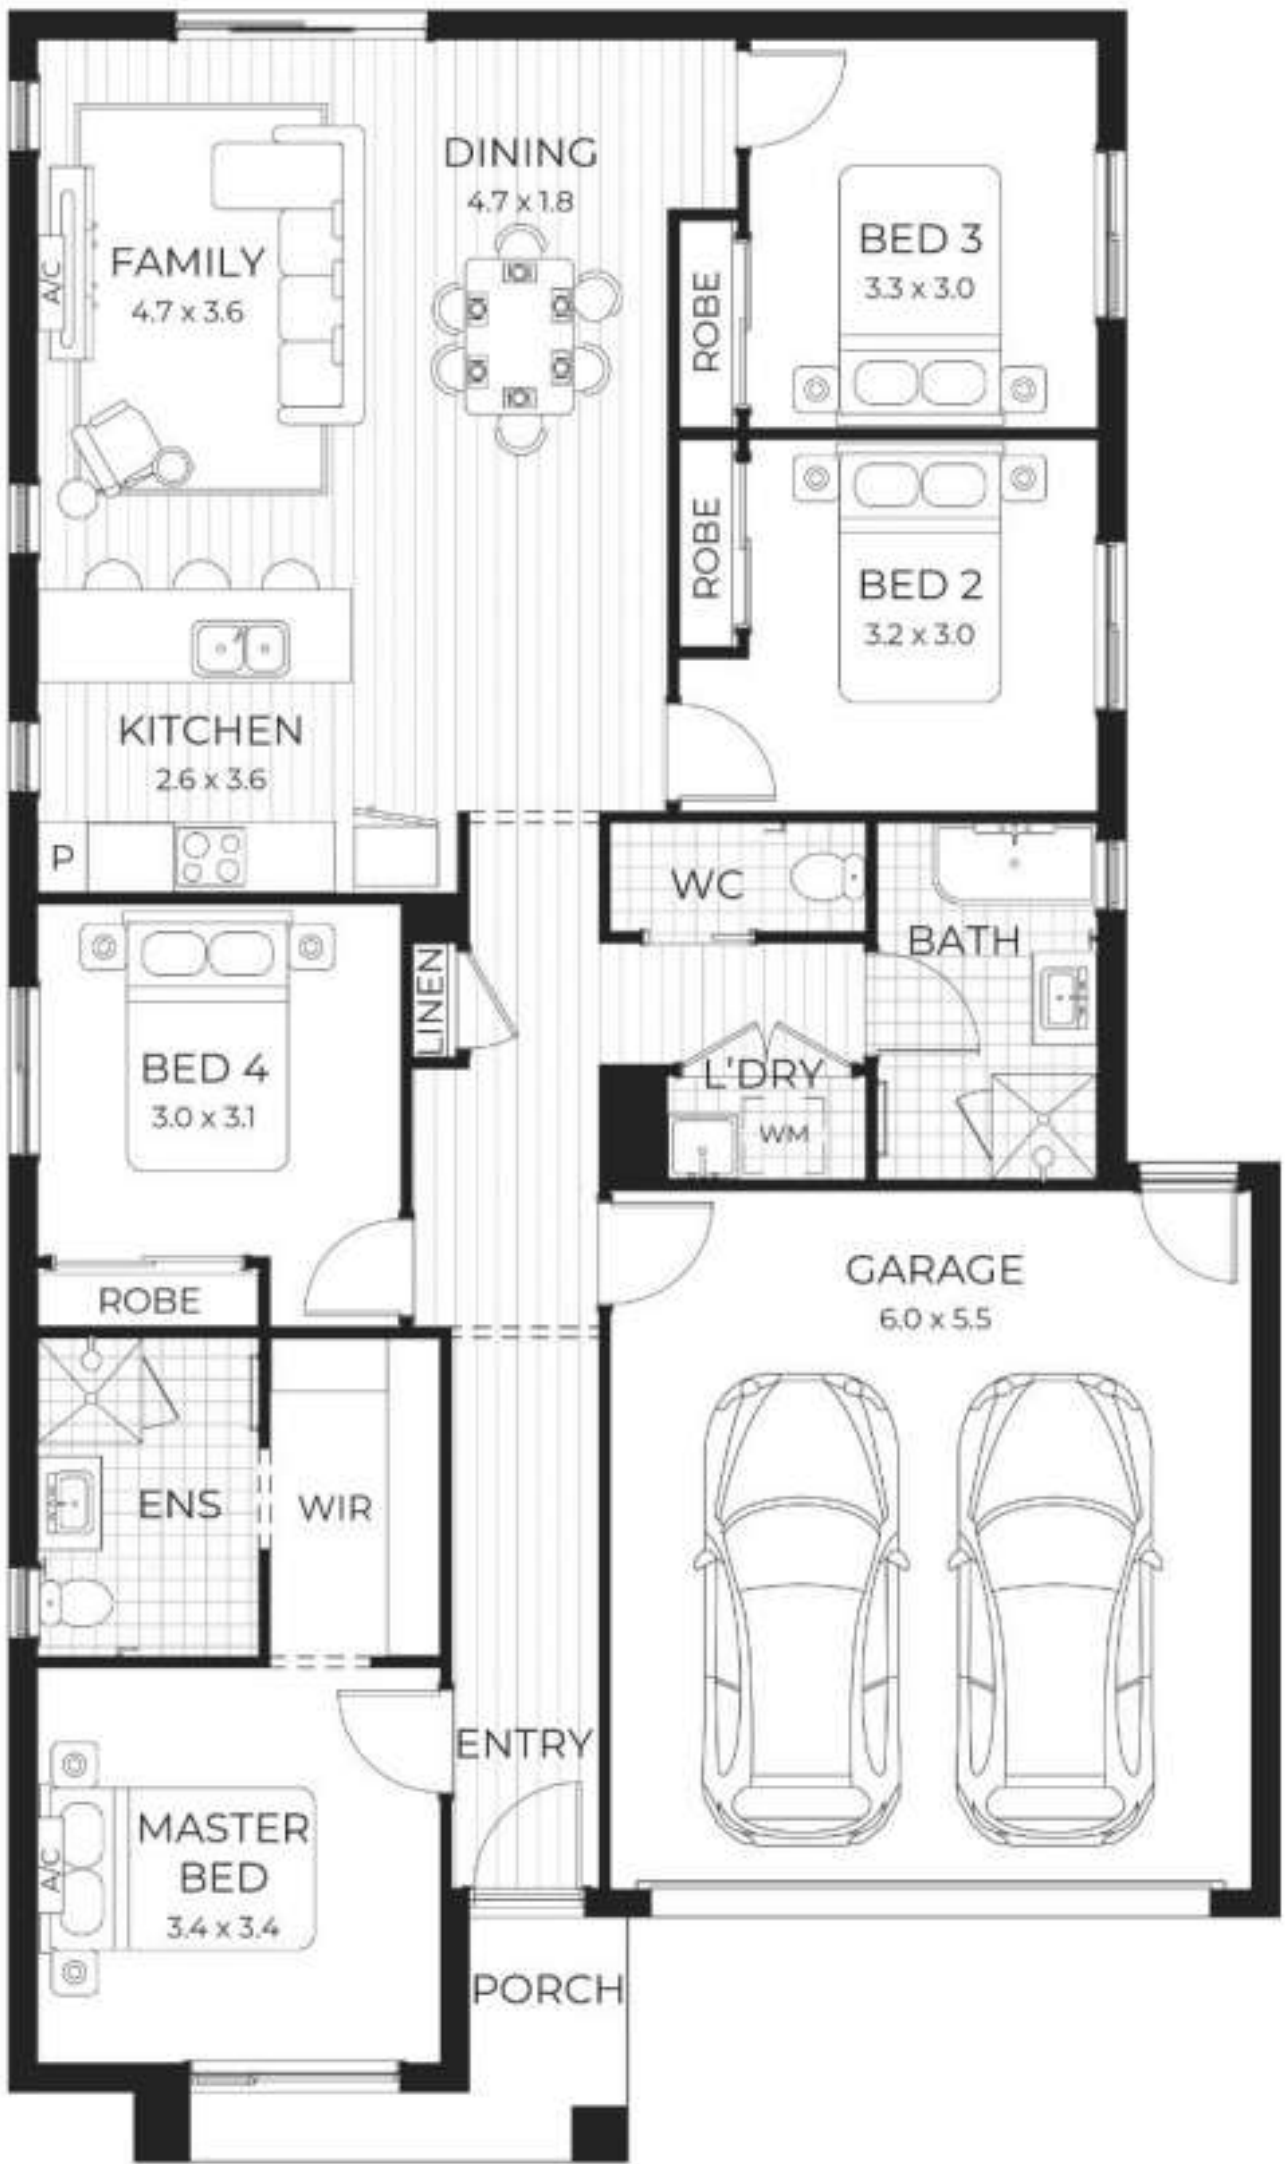 DINING
4.7 x 1.8
FAMILY
4.7 x 3.6
A/C
BED 3
3.3 x 3.0
ROBE
ROBE
BED 2
3.2 x 3.0
KITCHEN
2.6 x 3.6
P
WC
BATH
LINEN
BED 4
3.0 x 3.1
L'DRY
WM
ROBE
GARAGE
6.0 x 5.5
ENS
WIR
ENTRY
MASTER
BED
3.4 x 3.4
A/C
PORCH